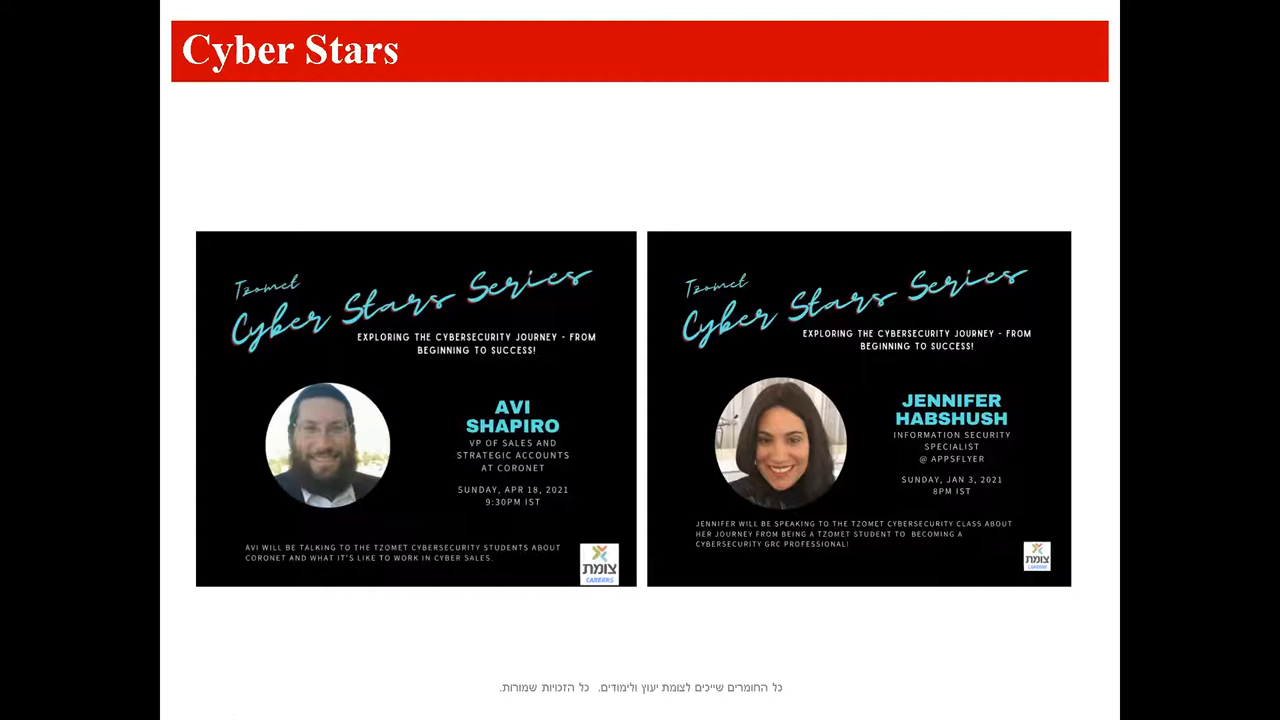 Cyber Stars
Tzomet
Cyber Stars Series
EXPLORING THE CYBERSECURITY JOURNEY - FROM
BEGINNING TO SUCCESS!
AVI
SHAPIRO
VP OF SALES AND
STRATEGIC ACCOUNTS
AT CORONET
SUNDAY, APR 18, 2021
9:30PM IST
AVI WILL BE TALKING TO THE TZOMET CYBERSECURITY STUDENTS ABOUT
CORONET AND WHAT IT'S LIKE TO WORK IN CYBER SALES.
צומת
CAREERS
Tzomet
Cyber Stars Series
EXPLORING THE CYBERSECURITY JOURNEY - FROM
BEGINNING TO SUCCESS!
JENNIFER
HABSHUSH
INFORMATION SECURITY
SPECIALIST
@ APPSFLYER
SUNDAY, JAN 3, 2021
8PM IST
JENNIFER WILL BE SPEAKING TO THE TZOMET CYBERSECURITY CLASS ABOUT
HER JOURNEY FROM BEING A TZOMET STUDENT TO BECOMING A
CYBERSECURITY GRC PROFESSIONAL!
צומת
CAREERS
כל החומרים שייכים לצומת יעוץ ולימודים. כל הזכויות שמורות.